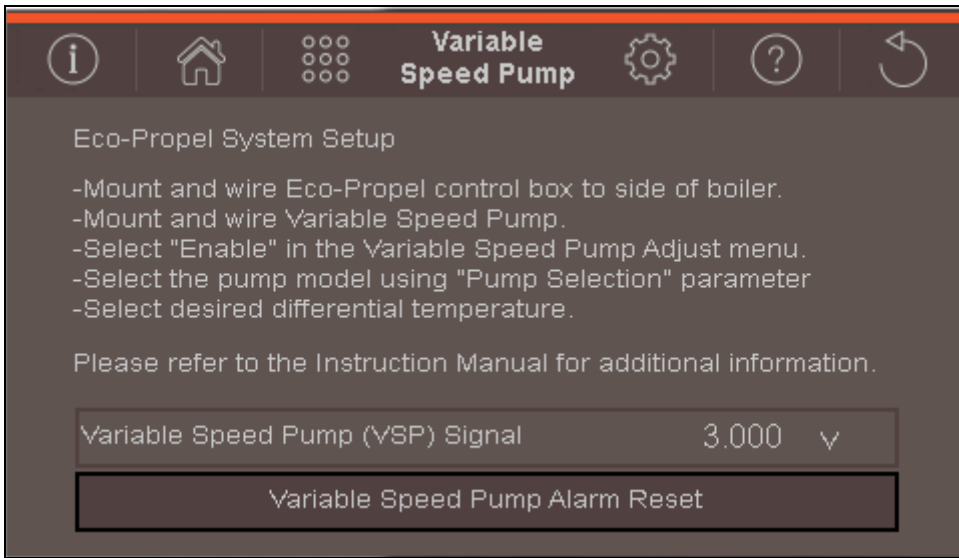 Variable
Speed Pump
Eco-Propel System Setup
-Mount and wire Eco-Propel control box to side of boiler.
-Mount and wire Variable Speed Pump.
-Select "Enable" in the Variable Speed Pump Adjust menu.
-Select the pump model using "Pump Selection" parameter
-Select desired differential temperature.
Please refer to the Instruction Manual for additional information.
Variable Speed Pump (VSP) Signal 3.000 v
Variable Speed Pump Alarm Reset